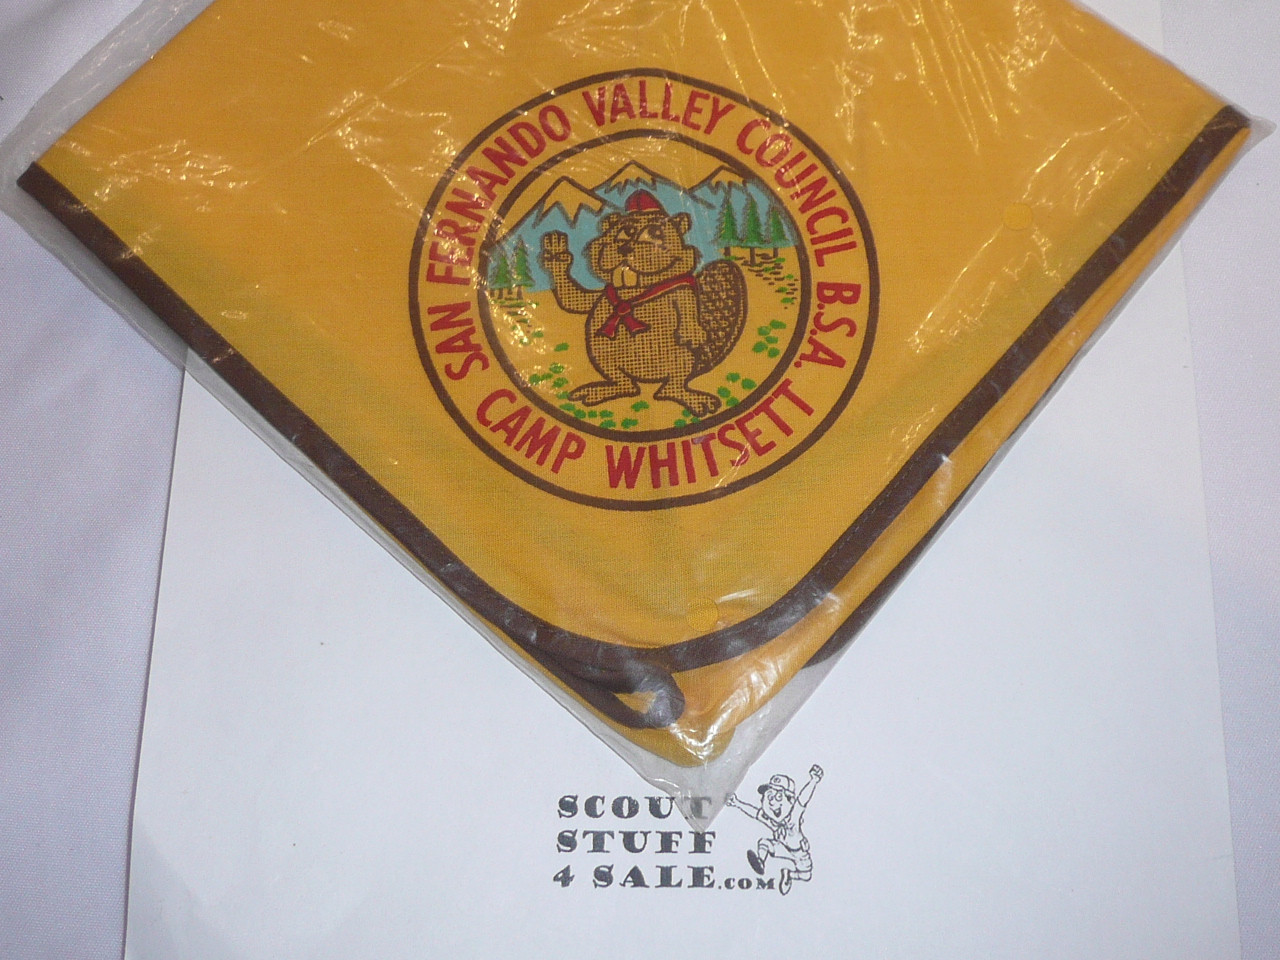 SAN FERNANDO VALLEY COUNCIL B.S.A.
CAMP WHITSETT
SCOUT
STUFF
4 SALE.COM